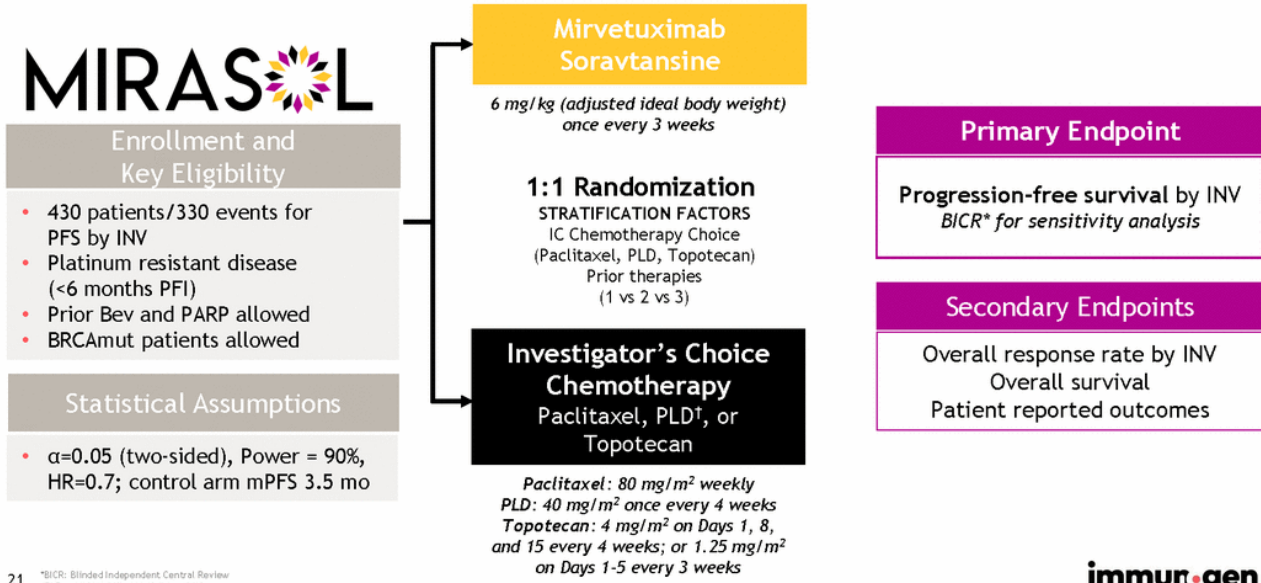 MIRASOL
Enrollment and
Key Eligibility
• 430 patients/330 events for
PFS by INV
• Platinum resistant disease
(<6 months PFI)
• Prior Bev and PARP allowed
• BRCAmut patients allowed
Statistical Assumptions
• α=0.05 (two-sided), Power = 90%,
HR=0.7; control arm mPFS 3.5 mo
Mirvetuximab
Soravtansine
6 mg/kg (adjusted ideal body weight)
once every 3 weeks
1:1 Randomization
STRATIFICATION FACTORS
IC Chemotherapy Choice
(Paclitaxel, PLD, Topotecan)
Prior therapies
(1 vs 2 vs 3)
Investigator’s Choice
Chemotherapy
Paclitaxel, PLD†, or
Topotecan
Paclitaxel: 80 mg/m² weekly
PLD: 40 mg/m² once every 4 weeks
Topotecan: 4 mg/m² on Days 1, 8,
and 15 every 4 weeks; or 1.25 mg/m²
on Days 1-5 every 3 weeks
Primary Endpoint
Progression-free survival by INV
BICR* for sensitivity analysis
Secondary Endpoints
Overall response rate by INV
Overall survival
Patient reported outcomes
21
*BICR: Blinded Independent Central Review
immunogen